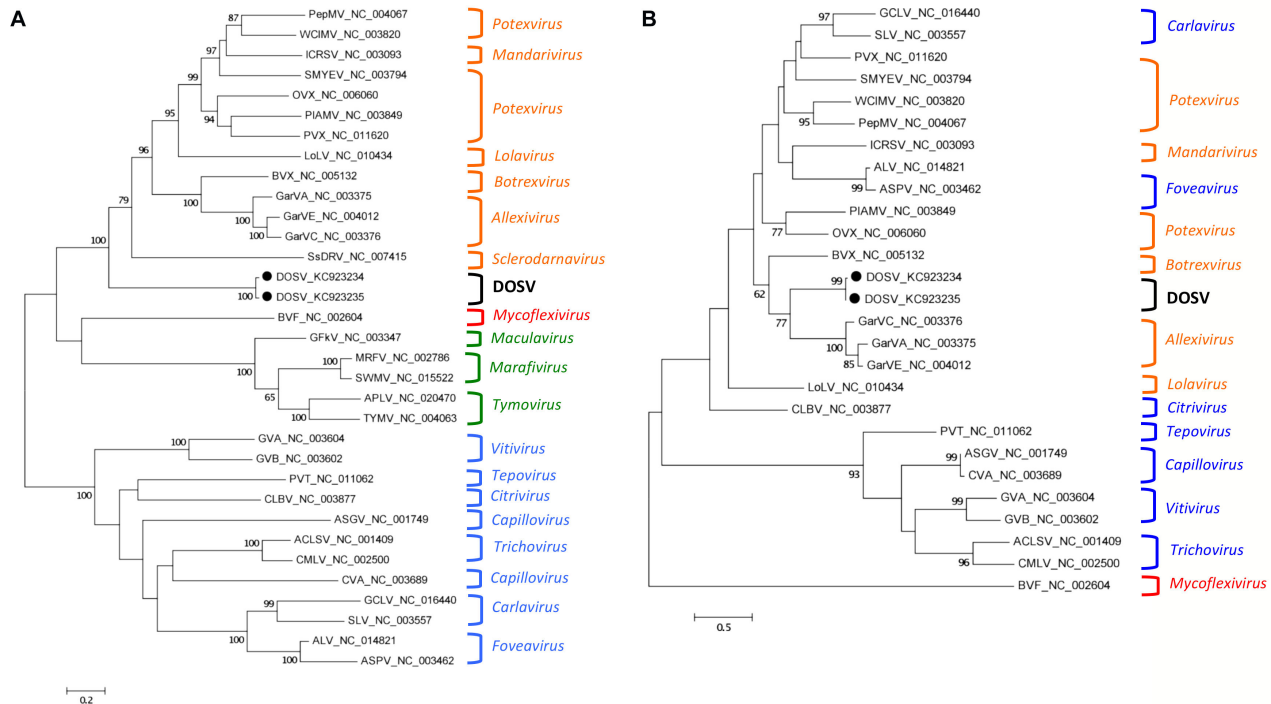 A
PepMV_NC_004067
WClMV_NC_003820
ICRSV_NC_003093
SMYEV_NC_003794
OVX_NC_006060
PlAMV_NC_003849
PVX_NC_011620
LoLV_NC_010434
BVX_NC_005132
GarVA_NC_003375
GarVE_NC_004012
GarVC_NC_003376
SsDRV_NC_007415
DOSV_KC923234
DOSV_KC923235
BVF_NC_002604
GFkV_NC_003347
MRFV_NC_002786
SWMV_NC_015522
APLV_NC_020470
TYMV_NC_004063
GVA_NC_003604
GVB_NC_003602
PVT_NC_011062
CLBV_NC_003877
ASGV_NC_001749
ACLSV_NC_001409
CMLV_NC_002500
CVA_NC_003689
GCLV_NC_016440
SLV_NC_003557
ALV_NC_014821
ASPV_NC_003462
87
97
99
94
95
96
100
100
100
79
100
100
100
100
65
100
100
100
100
99
100
100
0.2
Potexvirus
Mandarivirus
Potexvirus
Lolavirus
Botrexvirus
Allexivirus
Sclerodarnavirus
DOSV
Mycoflexivirus
Maculavirus
Marafivirus
Tymovirus
Vitivirus
Tepovirus
Citrivirus
Capillovirus
Trichovirus
Capillovirus
Carlavirus
Foveavirus
B
GCLV_NC_016440
SLV_NC_003557
PVX_NC_011620
SMYEV_NC_003794
WClMV_NC_003820
PepMV_NC_004067
ICRSV_NC_003093
ALV_NC_014821
ASPV_NC_003462
PlAMV_NC_003849
OVX_NC_006060
BVX_NC_005132
DOSV_KC923234
DOSV_KC923235
GarVC_NC_003376
GarVA_NC_003375
GarVE_NC_004012
LoLV_NC_010434
CLBV_NC_003877
PVT_NC_011062
ASGV_NC_001749
CVA_NC_003689
GVA_NC_003604
GVB_NC_003602
ACLSV_NC_001409
CMLV_NC_002500
BVF_NC_002604
97
95
99
77
99
62
77
100
85
99
93
99
96
0.5
Carlavirus
Potexvirus
Mandarivirus
Foveavirus
Potexvirus
Botrexvirus
DOSV
Allexivirus
Lolavirus
Citrivirus
Tepovirus
Capillovirus
Vitivirus
Trichovirus
Mycoflexivirus